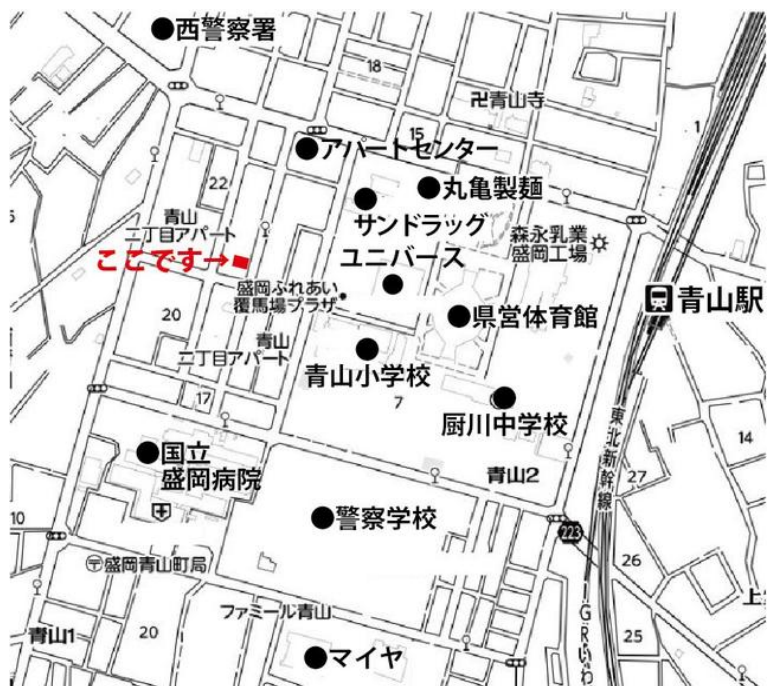 西警察署
18
卍青山寺
アパートセンター
15
1
丸亀製麺
22
サンドラッグ
青山
二丁目アパート
ここです→
ユニバース
森永乳業
盛岡工場
盛岡ふれあい
覆馬場プラザ
青山駅
20
県営体育館
青山
二丁目アパート
青山小学校
17
7
厨川中学校
東北新幹線
14
国立
盛岡病院
青山2
27
10
警察学校
223
〒盛岡青山町局
26
上
ファミール青山
青山1
20
マイヤ
25
GRいわ